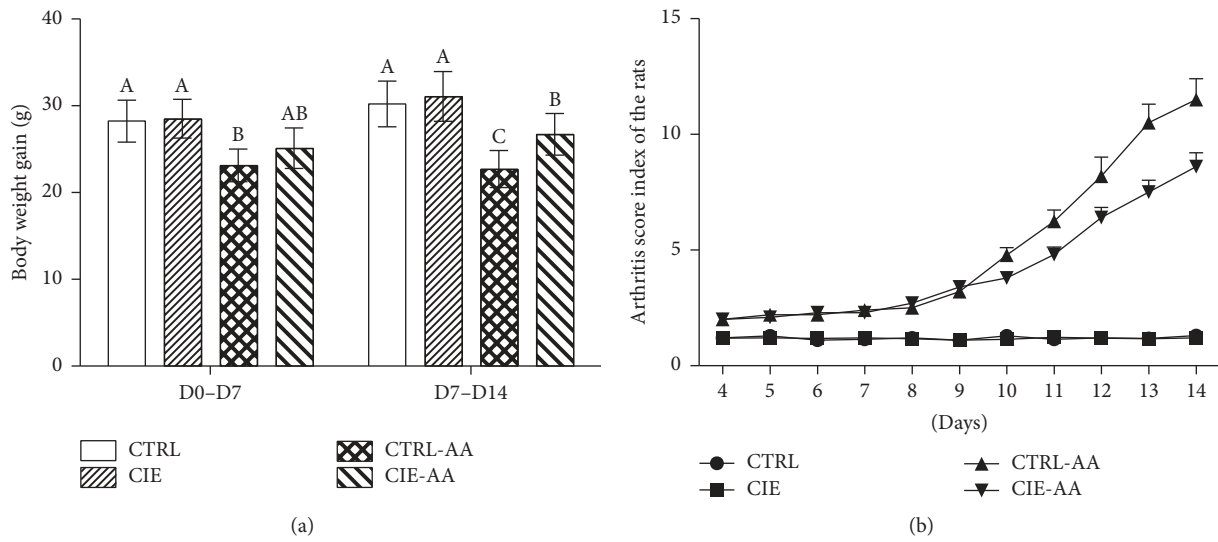 40
30
20
10
0
Body weight gain (g)
A
A
B
AB
A
A
C
B
D0–D7
D7–D14
CTRL
CIE
CTRL-AA
CIE-AA
(a)
15
10
5
0
Arthritis score index of the rats
4 5 6 7 8 9 10 11 12 13 14
(Days)
CTRL
CIE
CTRL-AA
CIE-AA
(b)